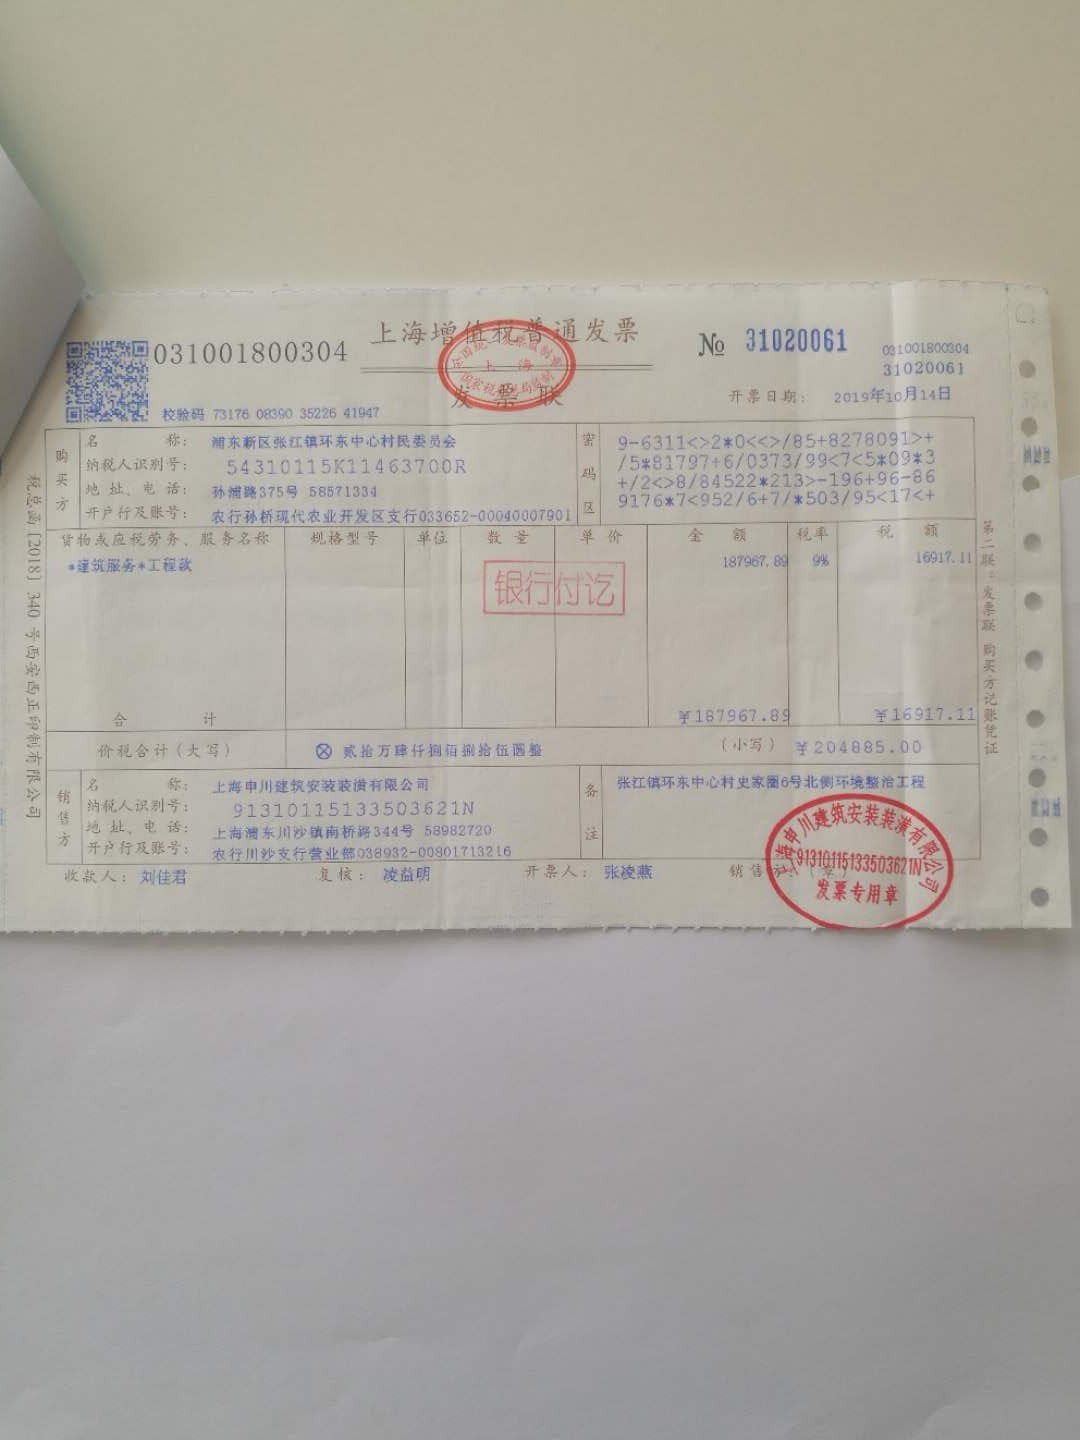 上海增值税普通发票
发票联
031001800304
№ 31020061
031001800304
31020061
校验码 73176 08390 35226 41947
开票日期： 2019年10月14日
购买方
名称： 浦东新区张江镇环东中心村民委员会
纳税人识别号： 54310115K11463700R
地址、电话： 孙浦路375号 58571334
开户行及账号： 农行孙桥现代农业开发区支行033652-00040007901
密码区
9-6311<>2*0<<>/85+8278091>+
/5*81797+6/0373/99<7<5*09*3
+/2<>8/84522*213>-196+96-86
9176*7<952/6+7/*503/95<17<+
货物或应税劳务、服务名称 规格型号 单位 数量 单价 金额 税率 税额
*建筑服务*工程款 187967.89 9% 16917.11
银行付讫
合计 ￥187967.89 ￥16917.11
价税合计（大写） ⊗ 贰拾万肆仟捌佰捌拾伍圆整 （小写） ￥204885.00
销售方
名称： 上海申川建筑安装装潢有限公司
纳税人识别号： 91310115133503621N
地址、电话： 上海浦东川沙镇南桥路344号 58982720
开户行及账号： 农行川沙支行营业部038932-00801713216
备注
张江镇环东中心村史家圈6号北侧环境整治工程
收款人： 刘佳君 复核： 凌益明 开票人： 张凌燕 销售
上海申川建筑安装装潢有限公司
91310115133503621N
发票专用章
第二联：发票联 购买方记账凭证
税总函〔2018〕340号西安西正印制有限公司